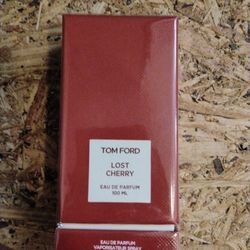 TOM FORD
LOST
CHERRY
EAU DE PARFUM
100 ML
EAU DE PARFUM
VAPORISATEUR SPRAY